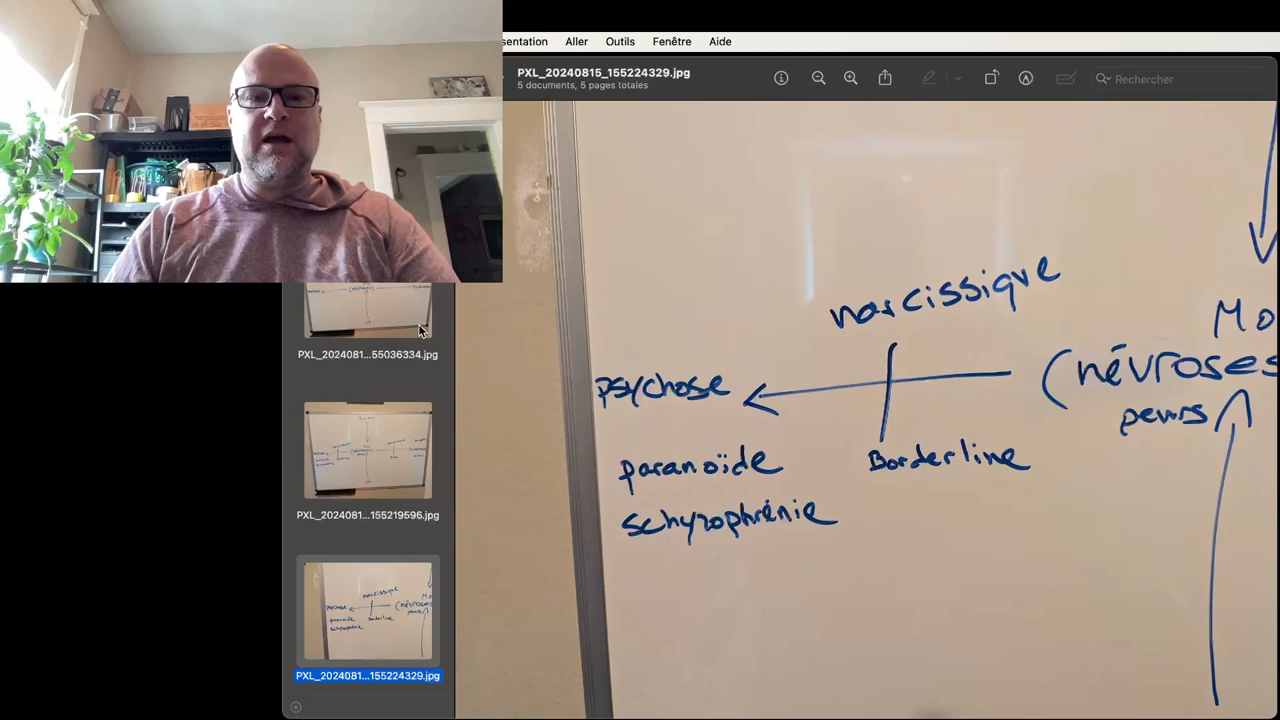 Aller Outils Fenêtre Aide
PXL_20240815_155224329.jpg
5 documents, 5 pages totales
Rechercher
PXL_2024081...55036334.jpg
PXL_2024081...155219596.jpg
PXL_2024081...155224329.jpg
narcissique
Mo
psychose
(névroses
peurs
paranoïde
Borderline
schyzophrénie